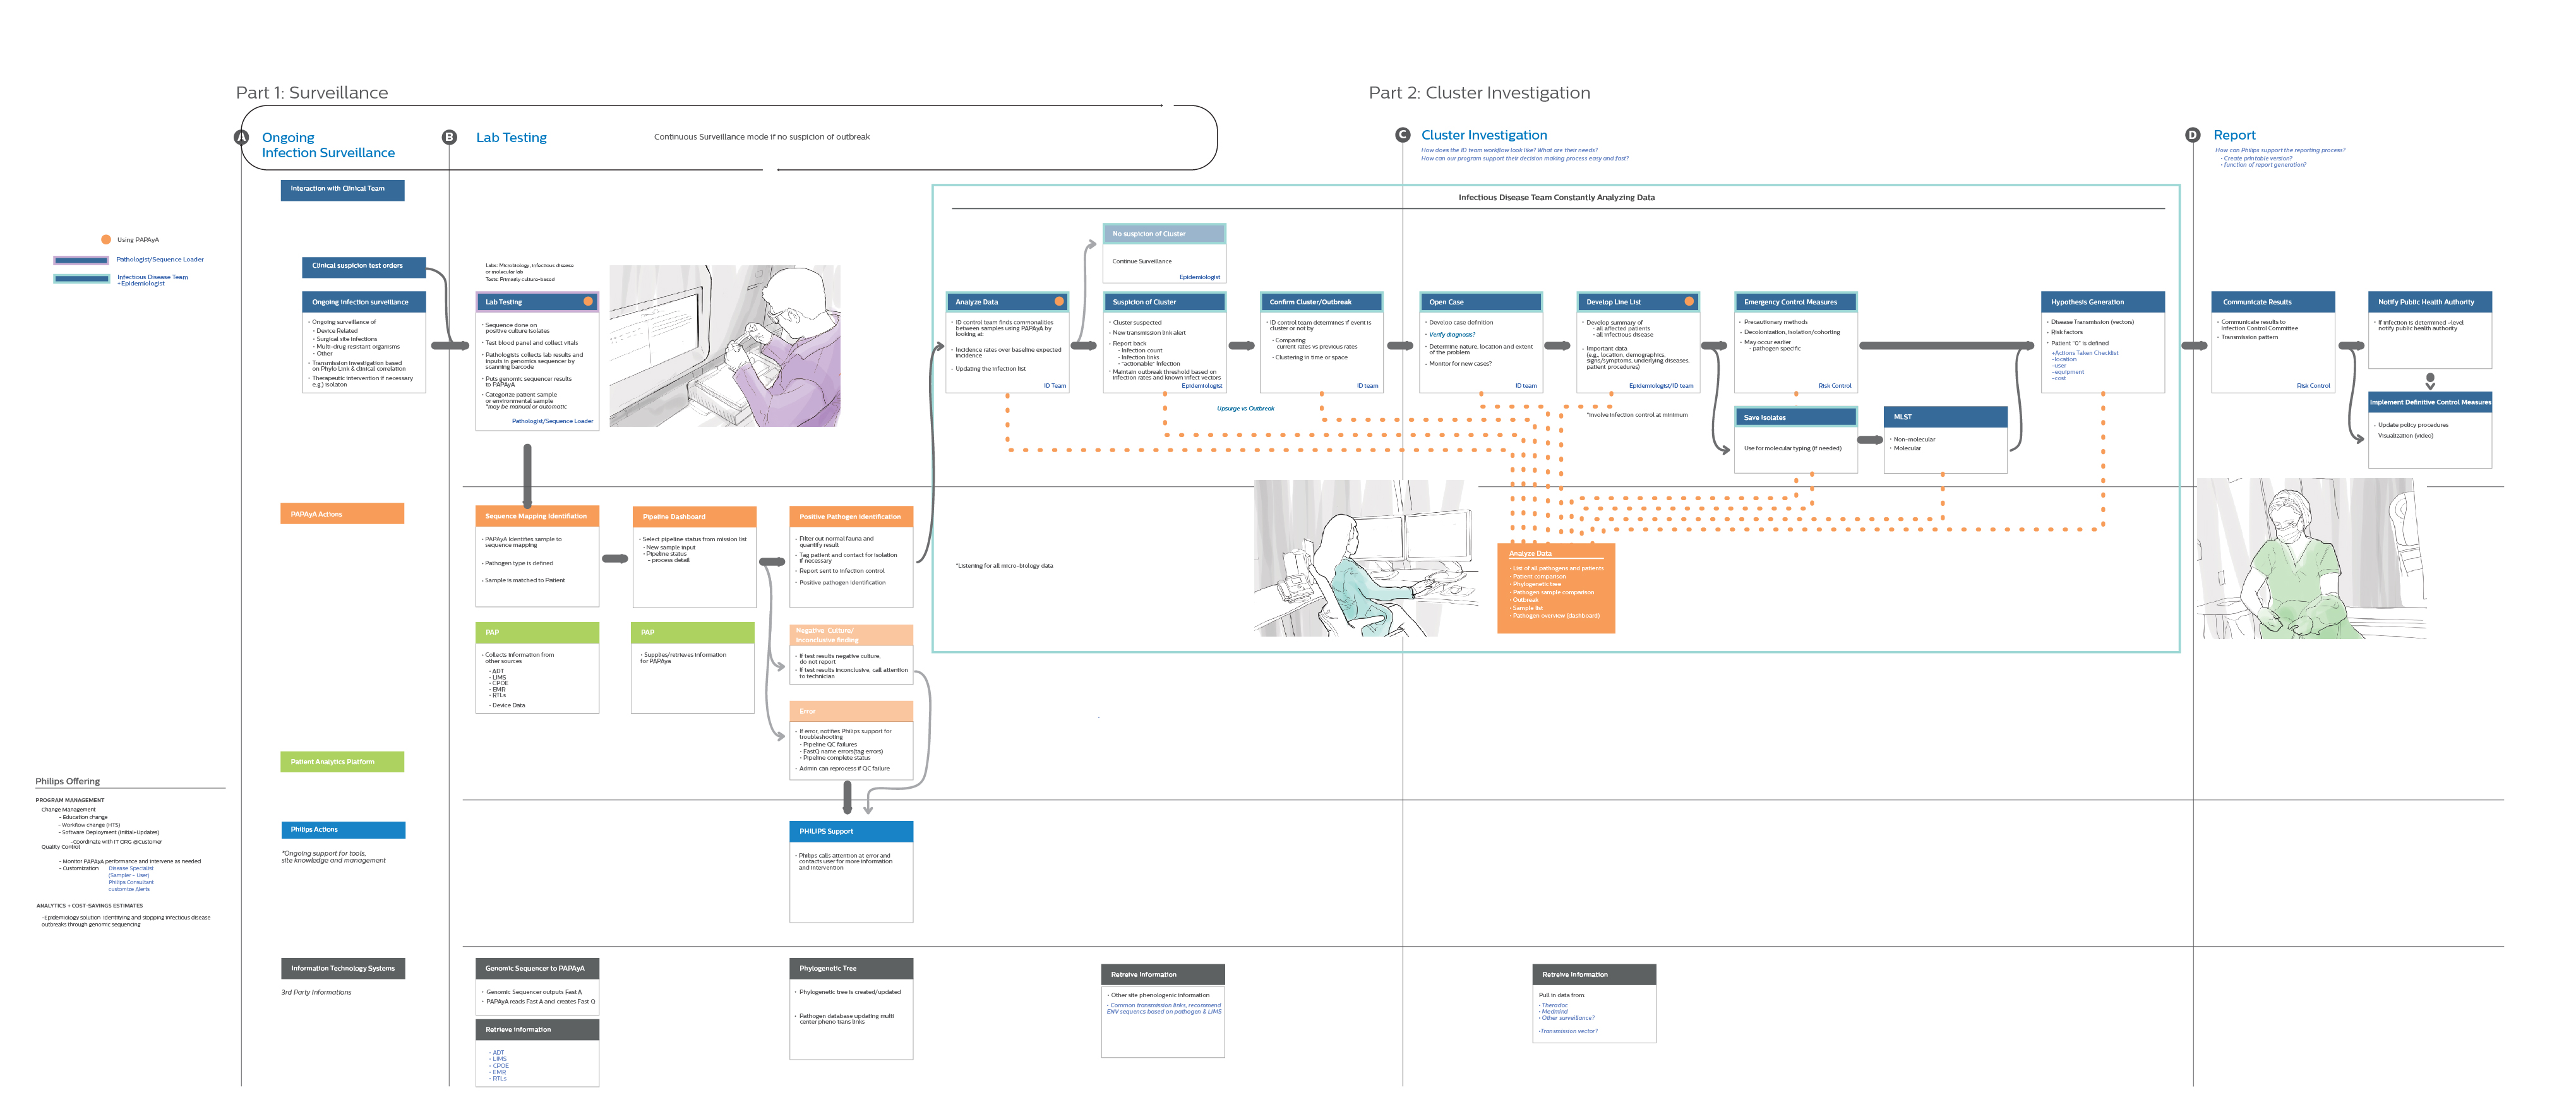 Part 1: Surveillance
Part 2: Cluster Investigation
A
Ongoing
Infection Surveillance
B
Lab Testing
Continuous Surveillance mode if no suspicion of outbreak
C
Cluster Investigation
How does the ID team workflow look like? What are their needs?
How can our program support their decision making process easy and fast?
D
Report
How can Philips support the reporting process?
• Create printable version?
• function of report generation?
Interaction with Clinical Team
Infectious Disease Team Constantly Analyzing Data
Using PAPAyA
Pathologist/Sequence Loader
Infectious Disease Team
+Epidemiologist
Clinical suspicion test orders
Ongoing infection surveillance
• Ongoing surveillance of
• Device Related
• Surgical site infections
• Multi-drug resistant organisms
• Other
• Transmission investigation based
on Phylo Link & clinical correlation
• Therapeutic intervention if necessary
e.g.) isolaton
Labs: Microbiology, infectious disease
or molecular lab
Tests: Primarily culture-based
Lab Testing
• Sequence done on
positive culture isolates
• Test blood panel and collect vitals
• Pathologists collects lab results and
inputs in genomics sequencer by
scanning barcode
• Puts genomic sequencer results
to PAPAyA
• Categorize patient sample
or environmental sample
*may be manual or automatic
Pathologist/Sequence Loader
Analyze Data
• ID control team finds commonalities
between samples using PAPAyA by
looking at:
• Incidence rates over baseline expected
incidence
• Updating the infection list
ID Team
No suspicion of Cluster
Continue Surveillance
Epidemiologist
Suspicion of Cluster
• Cluster suspected
• New transmission link alert
• Report back
• Infection count
• Infection links
• "actionable" infection
• Maintain outbreak threshold based on
infection rates and known infect vectors
Epidemiologist
Upsurge vs Outbreak
Confirm Cluster/Outbreak
• ID control team determines if event is
cluster or not by
• Comparing
current rates vs previous rates
• Clustering in time or space
ID team
Open Case
• Develop case definition
• Verify diagnosis?
• Determine nature, location and extent
of the problem
• Monitor for new cases?
ID team
Develop Line List
• Develop summary of
- all affected patients
- all infectious disease
• Important data
(e.g., location, demographics,
signs/symptoms, underlying diseases,
patient procedures)
Epidemiologist/ID team
*involve infection control at minimum
Emergency Control Measures
• Precautionary methods
• Decolonization, isolation/cohorting
• May occur earlier
- pathogen specific
Risk Control
Save Isolates
Use for molecular typing (if needed)
MLST
• Non-molecular
• Molecular
Hypothesis Generation
• Disease Transmission (vectors)
• Risk factors
• Patient "0" is defined
+Actions Taken Checklist
-location
-user
-equipment
-cost
Communicate Results
• Communicate results to
Infection Control Committee
• Transmission pattern
Risk Control
Notify Public Health Authority
• If infection is determined -level
notify public health authority
Implement Definitive Control Measures
• Update policy procedures
Visualization (video)
PAPAyA Actions
Sequence Mapping Identifiation
• PAPAyA identifies sample to
sequence mapping
• Pathogen type is defined
• Sample is matched to Patient
Pipeline Dashboard
• Select pipeline status from mission list
• New sample input
• Pipeline status
- process detail
Positive Pathogen identification
• Filter out normal fauna and
quantify result
• Tag patient and contact for isolation
if necessary
• Report sent to infection control
• Positive pathogen identification
*Listening for all micro-biology data
Analyze Data
• List of all pathogens and patients
• Patient comparison
• Phylogenetic tree
• Pathogen sample comparison
• Outbreak
• Sample list
• Pathogen overview (dashboard)
PAP
• Collects information from
other sources
• ADT
• LIMS
• CPOE
• EMR
• RTLs
• Device Data
PAP
• Supplies/retrieves information
for PAPAya
Negative Culture/
Inconclusive finding
• If test results negative culture,
do not report
• If test results inconclusive, call attention
to technician
Error
• If error, notifies Philips support for
troubleshooting
• Pipeline QC failures
• FastQ name errors(tag errors)
• Pipeline complete status
• Admin can reprocess if QC failure
Patient Analytics Platform
Philips Offering
PROGRAM MANAGEMENT
Change Management
- Education change
- Workflow change (HTS)
- Software Deployment (Initial+Updates)
-Coordinate with IT ORG @Customer
Quality Control
- Monitor PAPAyA performance and intervene as needed
- Customization
Disease Specialist
(Sampler - User)
Philips Consultant
customize Alerts
ANALYTICS + COST-SAVINGS ESTIMATES
-Epidemiology solution identifying and stopping infectious disease
outbreaks through genomic sequencing
Philips Actions
*Ongoing support for tools,
site knowledge and management
PHILIPS Support
• Philips calls attention at error and
contacts user for more information
and intervention
Information Technology Systems
3rd Party Informations
Genomic Sequencer to PAPAyA
• Genomic Sequencer outputs Fast A
• PAPAyA reads Fast A and creates Fast Q
Retrieve Information
• ADT
• LIMS
• CPOE
• EMR
• RTLs
Phylogenetic Tree
• Phylogenetic tree is created/updated
• Pathogen database updating multi
center pheno trans links
Retreive Information
• Other site phenologenic information
• Common transmission links, recommend
ENV sequencs based on pathogen & LIMS
Retreive Information
Pull in data from:
• Theradoc
• Medmind
• Other surveillance?
•Transmission vector?